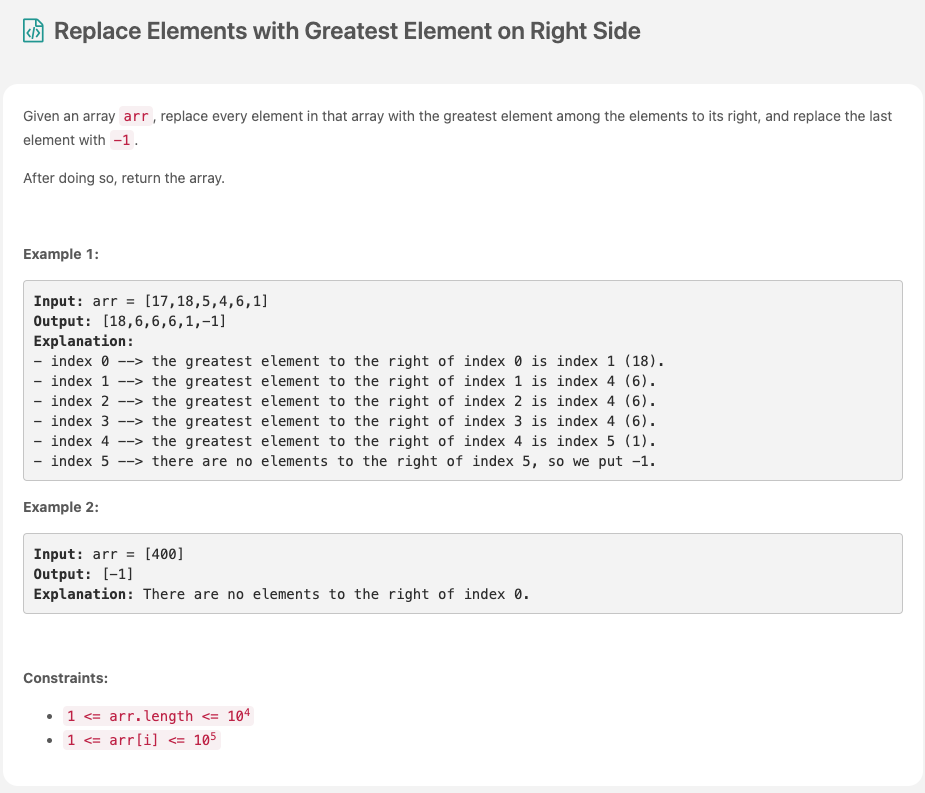 Replace Elements with Greatest Element on Right Side
Given an array arr, replace every element in that array with the greatest element among the elements to its right, and replace the last
element with -1.
After doing so, return the array.
Example 1:
Input: arr = [17,18,5,4,6,1]
Output: [18,6,6,6,1,-1]
Explanation:
- index 0 --> the greatest element to the right of index 0 is index 1 (18).
- index 1 --> the greatest element to the right of index 1 is index 4 (6).
- index 2 --> the greatest element to the right of index 2 is index 4 (6).
- index 3 --> the greatest element to the right of index 3 is index 4 (6).
- index 4 --> the greatest element to the right of index 4 is index 5 (1).
- index 5 --> there are no elements to the right of index 5, so we put -1.
Example 2:
Input: arr = [400]
Output: [-1]
Explanation: There are no elements to the right of index 0.
Constraints:
• 1 <= arr.length <= 10⁴
• 1 <= arr[i] <= 10⁵